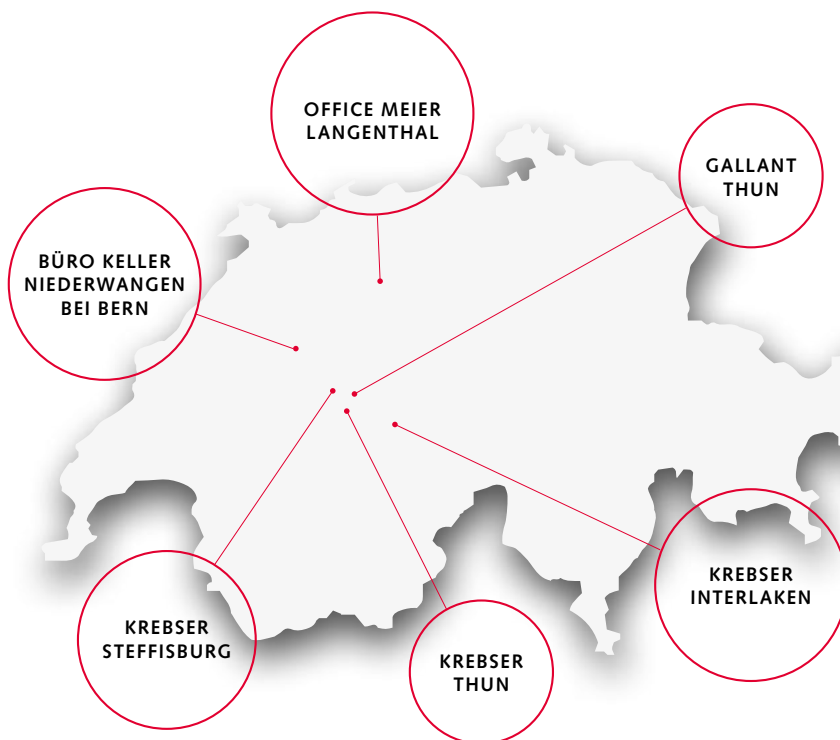 OFFICE MEIER
LANGENTHAL
GALLANT
THUN
BÜRO KELLER
NIEDERWANGEN
BEI BERN
KREBSER
INTERLAKEN
KREBSER
STEFFISBURG
KREBSER
THUN